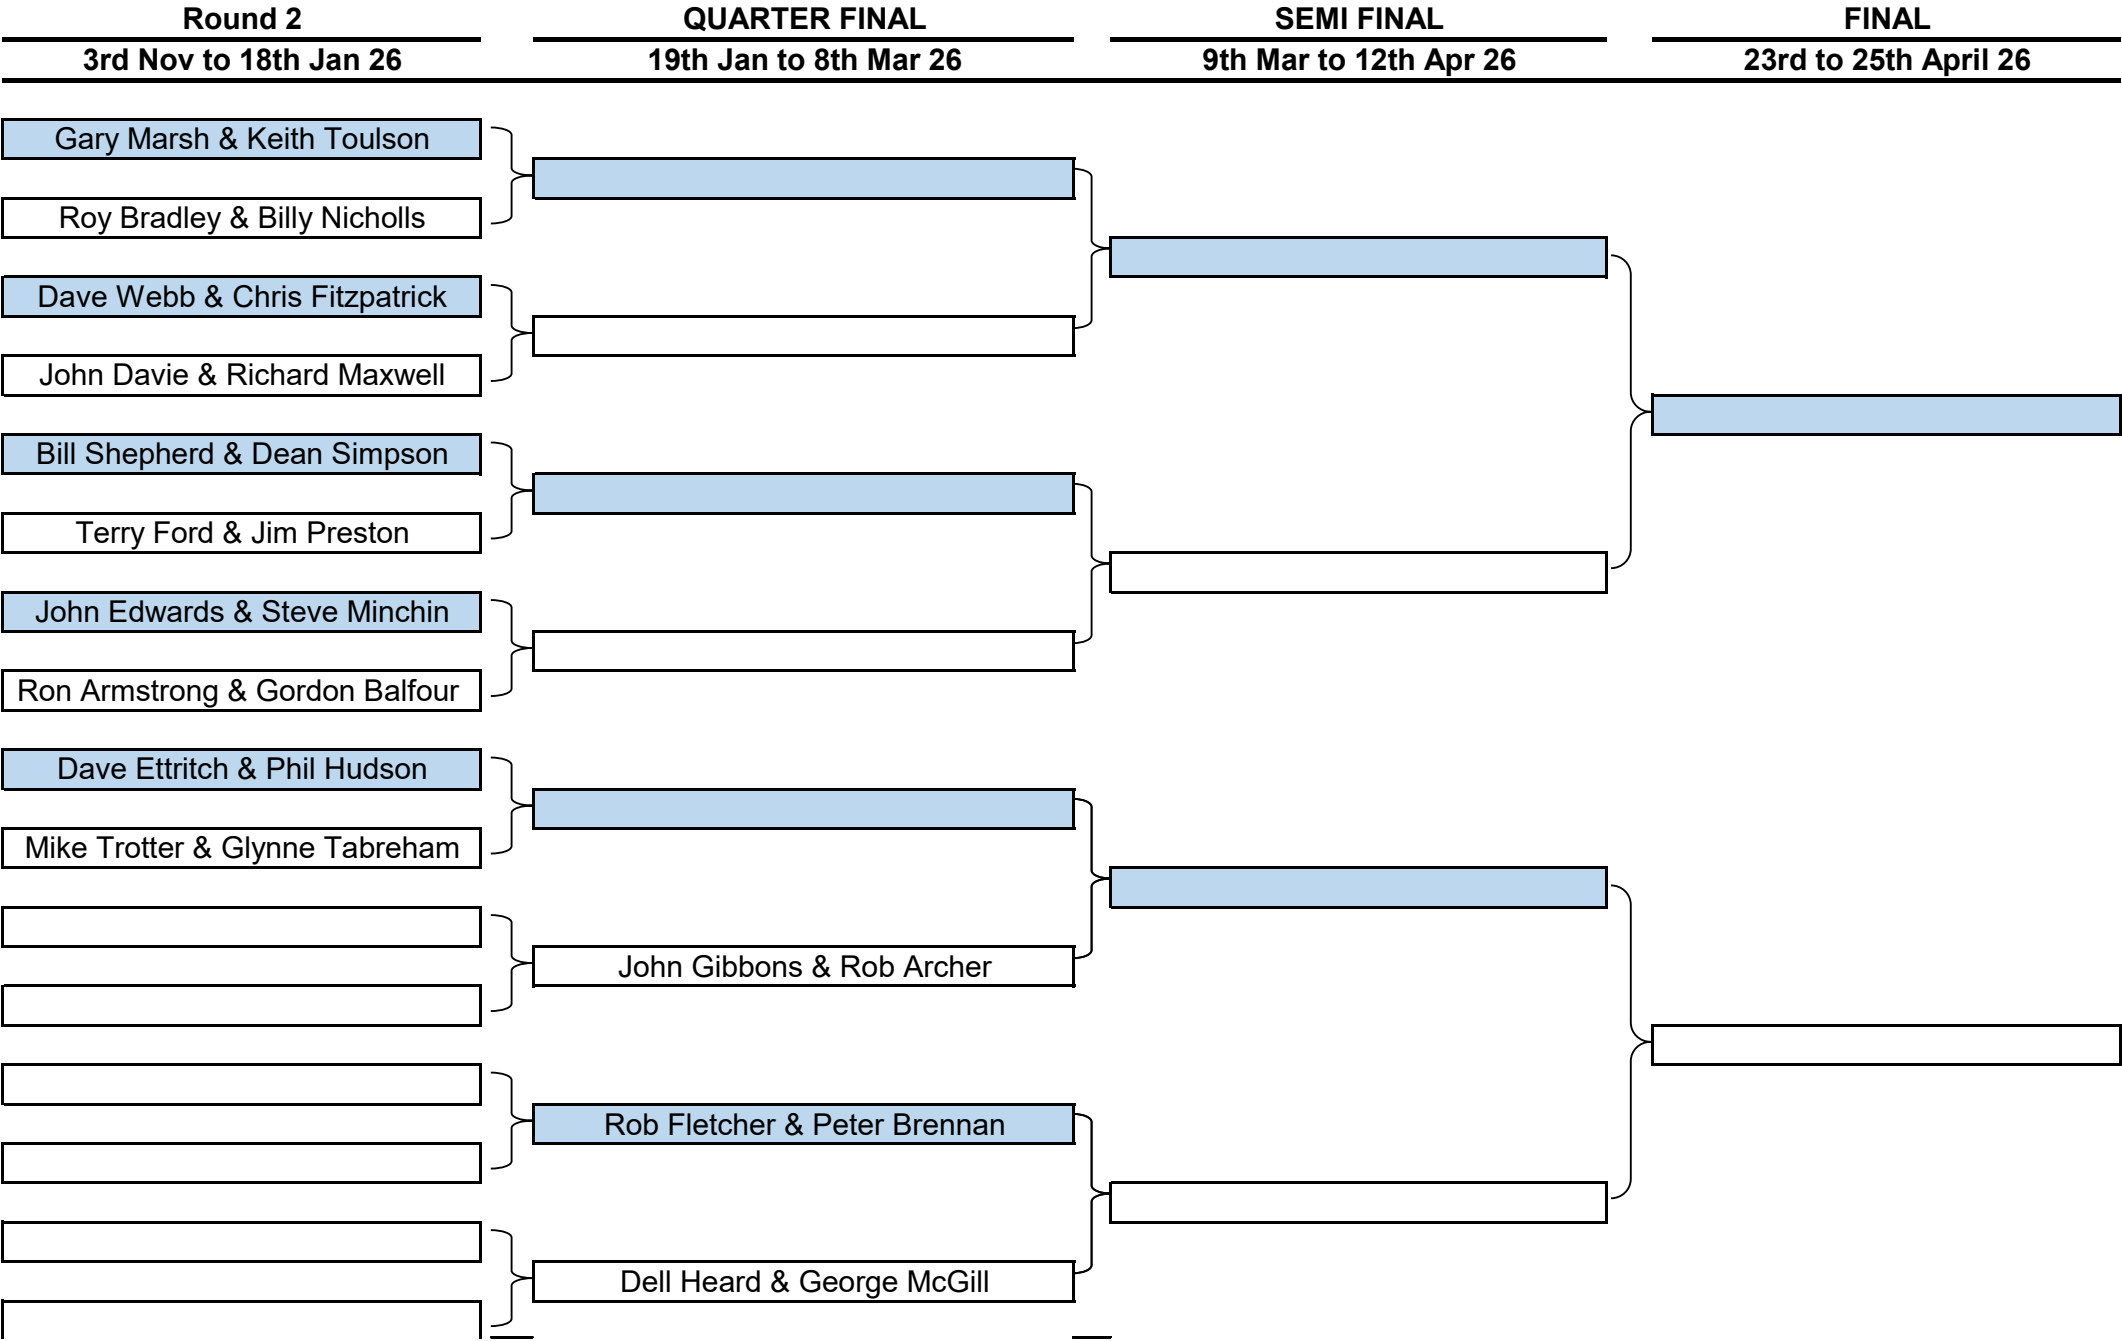 Round 2
QUARTER FINAL
SEMI FINAL
FINAL
3rd Nov to 18th Jan 26
19th Jan to 8th Mar 26
9th Mar to 12th Apr 26
23rd to 25th April 26
Gary Marsh & Keith Toulson
Roy Bradley & Billy Nicholls
Dave Webb & Chris Fitzpatrick
John Davie & Richard Maxwell
Bill Shepherd & Dean Simpson
Terry Ford & Jim Preston
John Edwards & Steve Minchin
Ron Armstrong & Gordon Balfour
Dave Ettritch & Phil Hudson
Mike Trotter & Glynne Tabreham
John Gibbons & Rob Archer
Rob Fletcher & Peter Brennan
Dell Heard & George McGill